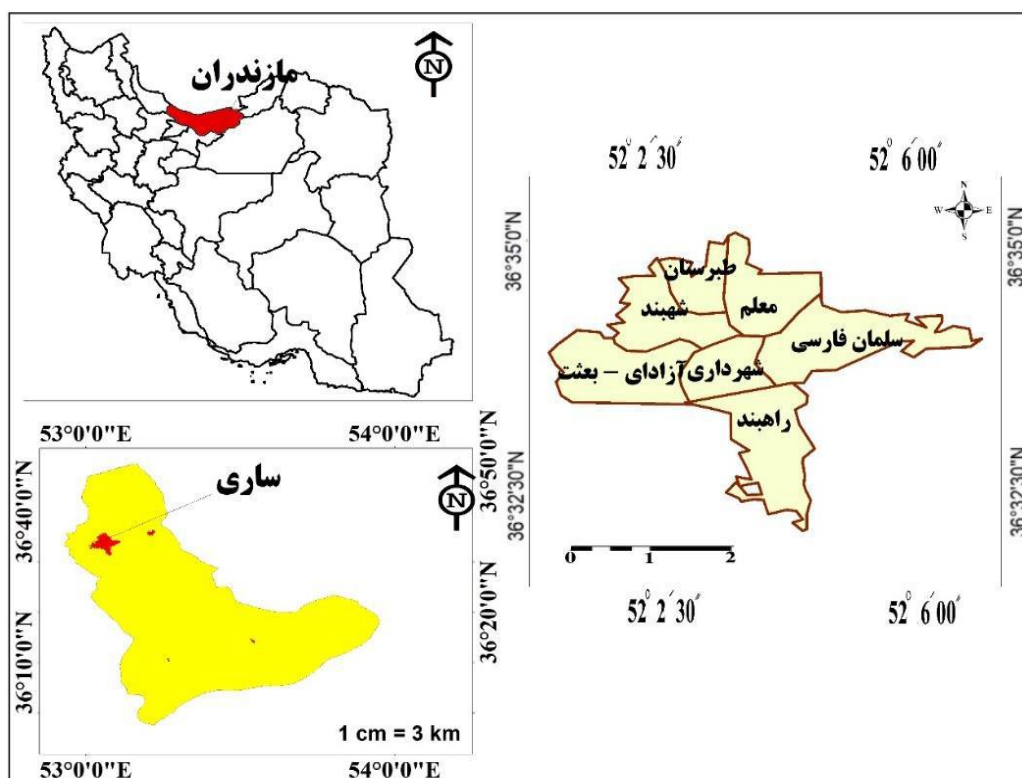 مازندران
N
53°0'0"E
54°0'0"E
ساری
N
36°50'0"N
36°40'0"N
36°20'0"N
36°10'0"N
1 cm = 3 km
53°0'0"E
54°0'0"E
52° 2' 30"
52° 6' 00"
N
W
E
S
36°35'0"N
36°35'0"N
طبرستان
شهبند
معلم
سلمان فارسی
شهرداری
آزادای – بعثت
راهبند
36°32'30"N
36°32'30"N
0 1 2
52° 2' 30"
52° 6' 00"